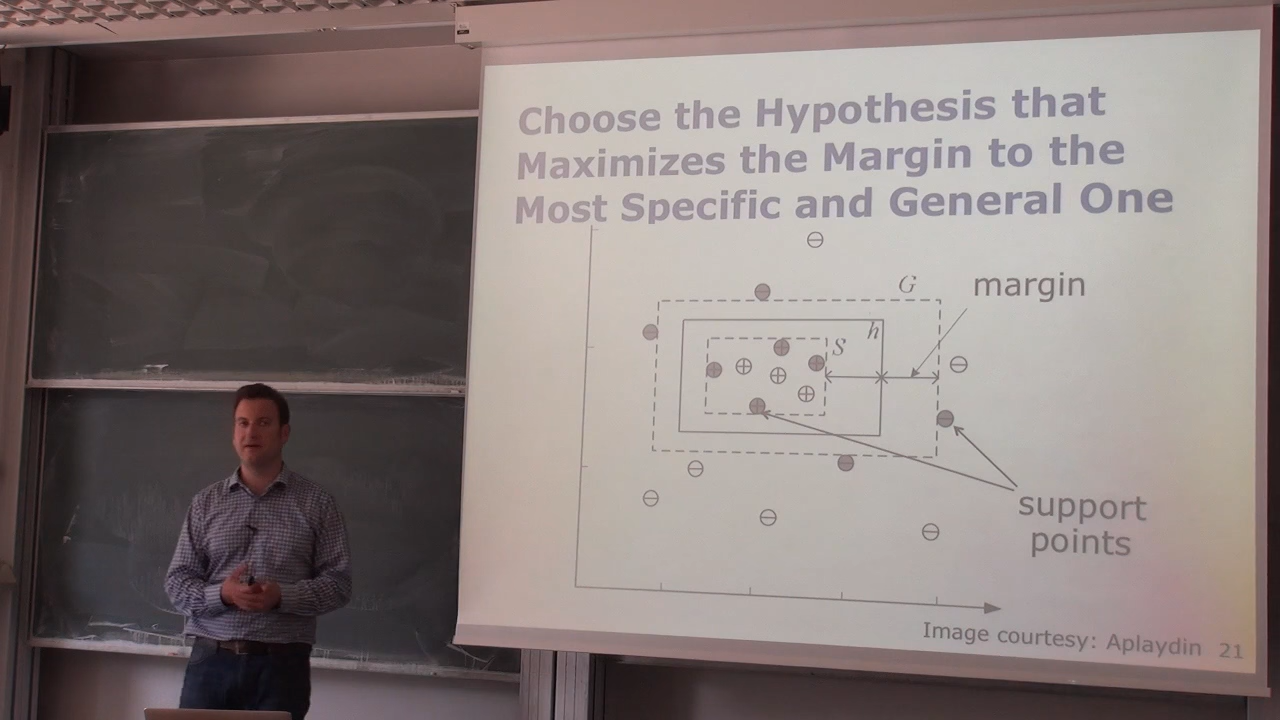 Choose the Hypothesis that
Maximizes the Margin to the
Most Specific and General One
G
margin
h
S
support
points
Image courtesy: Aplaydin 21